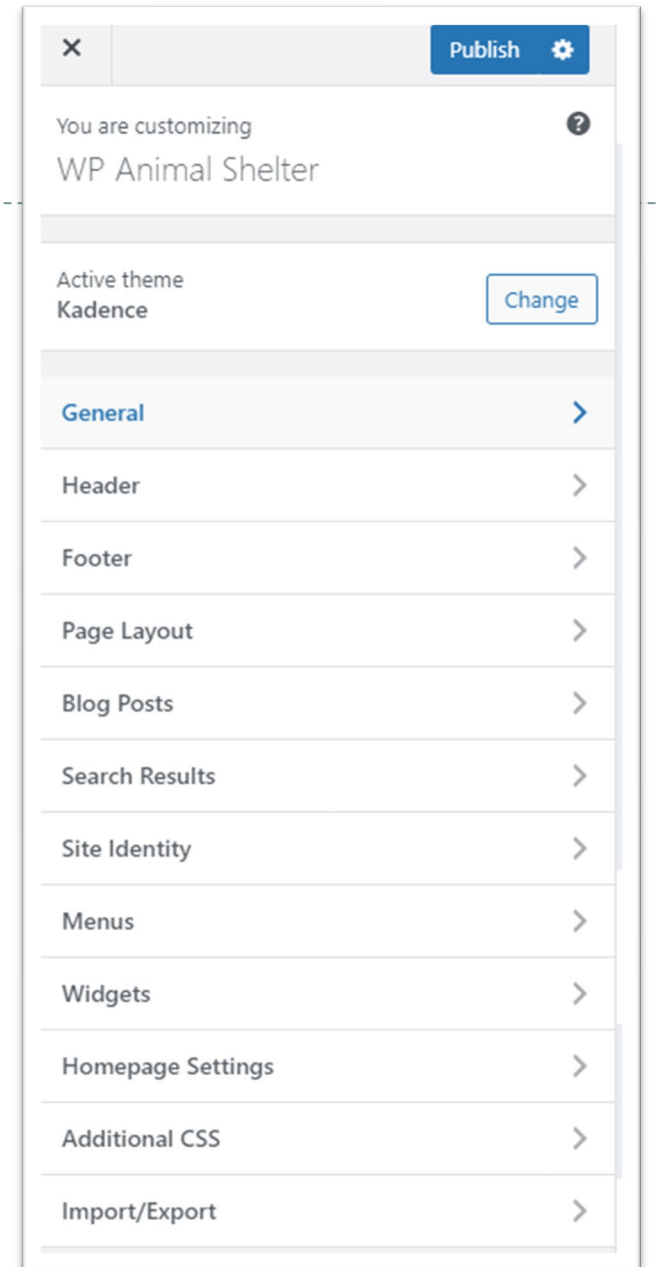 Publish
You are customizing
WP Animal Shelter
Active theme
Kadence
Change
General
Header
Footer
Page Layout
Blog Posts
Search Results
Site Identity
Menus
Widgets
Homepage Settings
Additional CSS
Import/Export